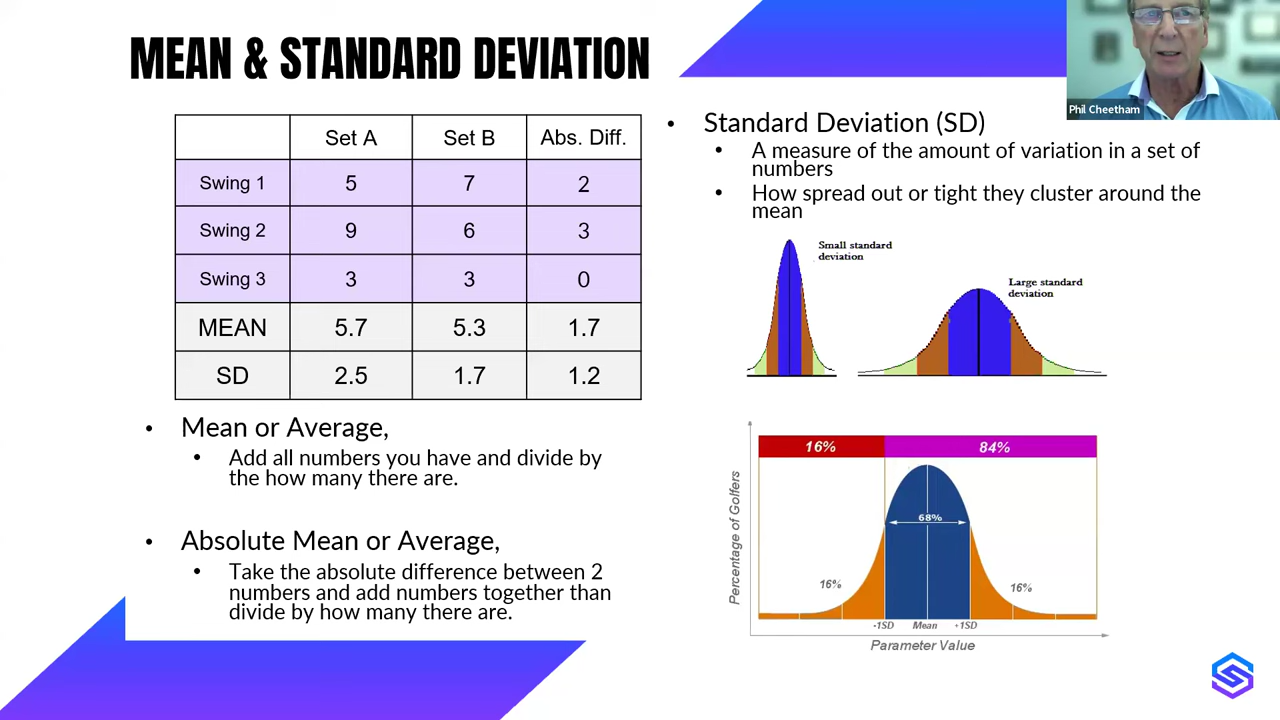 MEAN & STANDARD DEVIATION
Phil Cheetham
Set A Set B Abs. Diff.
Swing 1 5 7 2
Swing 2 9 6 3
Swing 3 3 3 0
MEAN 5.7 5.3 1.7
SD 2.5 1.7 1.2
• Mean or Average,
• Add all numbers you have and divide by
the how many there are.
• Absolute Mean or Average,
• Take the absolute difference between 2
numbers and add numbers together than
divide by how many there are.
• Standard Deviation (SD)
• A measure of the amount of variation in a set of
numbers
• How spread out or tight they cluster around the
mean
Small standard
deviation
Large standard
deviation
16% 84%
Percentage of Golfers
68%
16% 16%
-1SD Mean +1SD
Parameter Value